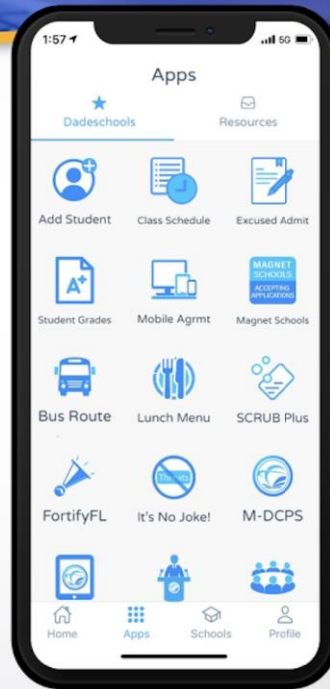 1:57
5G
Apps
Dadeschools
Resources
Add Student
Class Schedule
Excused Admit
A+
MAGNET
SCHOOLS
ACCEPTING
APPLICATIONS
Student Grades
Mobile Agrmt
Magnet Schools
Bus Route
Lunch Menu
SCRUB Plus
Threats
FortifyFL
It's No Joke!
M-DCPS
Home
Apps
Schools
Profile